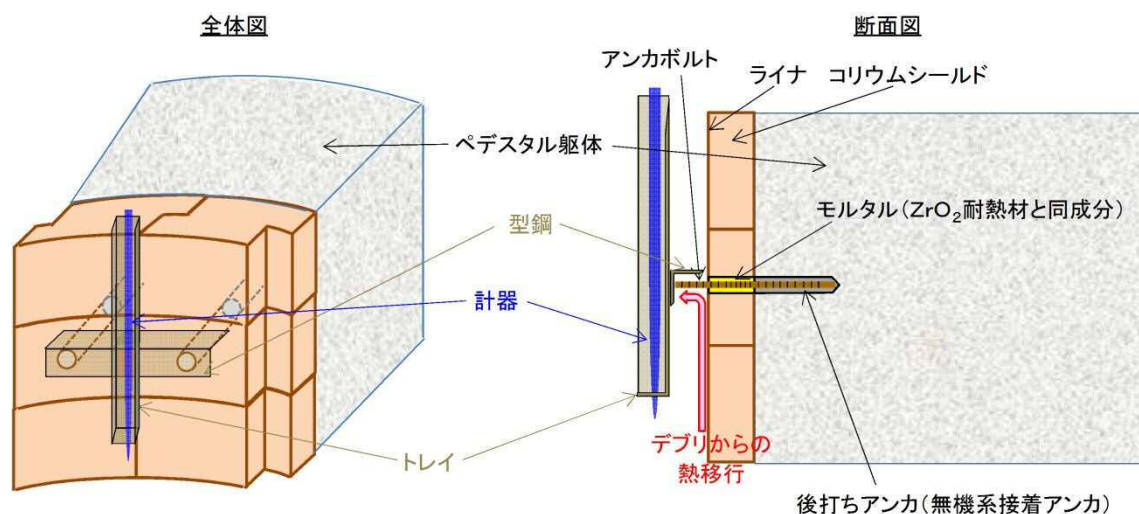 全体図
断面図
アンカボルト
ライナ
コリウムシールド
ペデスタル躯体
モルタル(ZrO₂耐熱材と同成分)
型鋼
計器
トレイ
デブリからの
熱移行
後打ちアンカ(無機系接着アンカ)